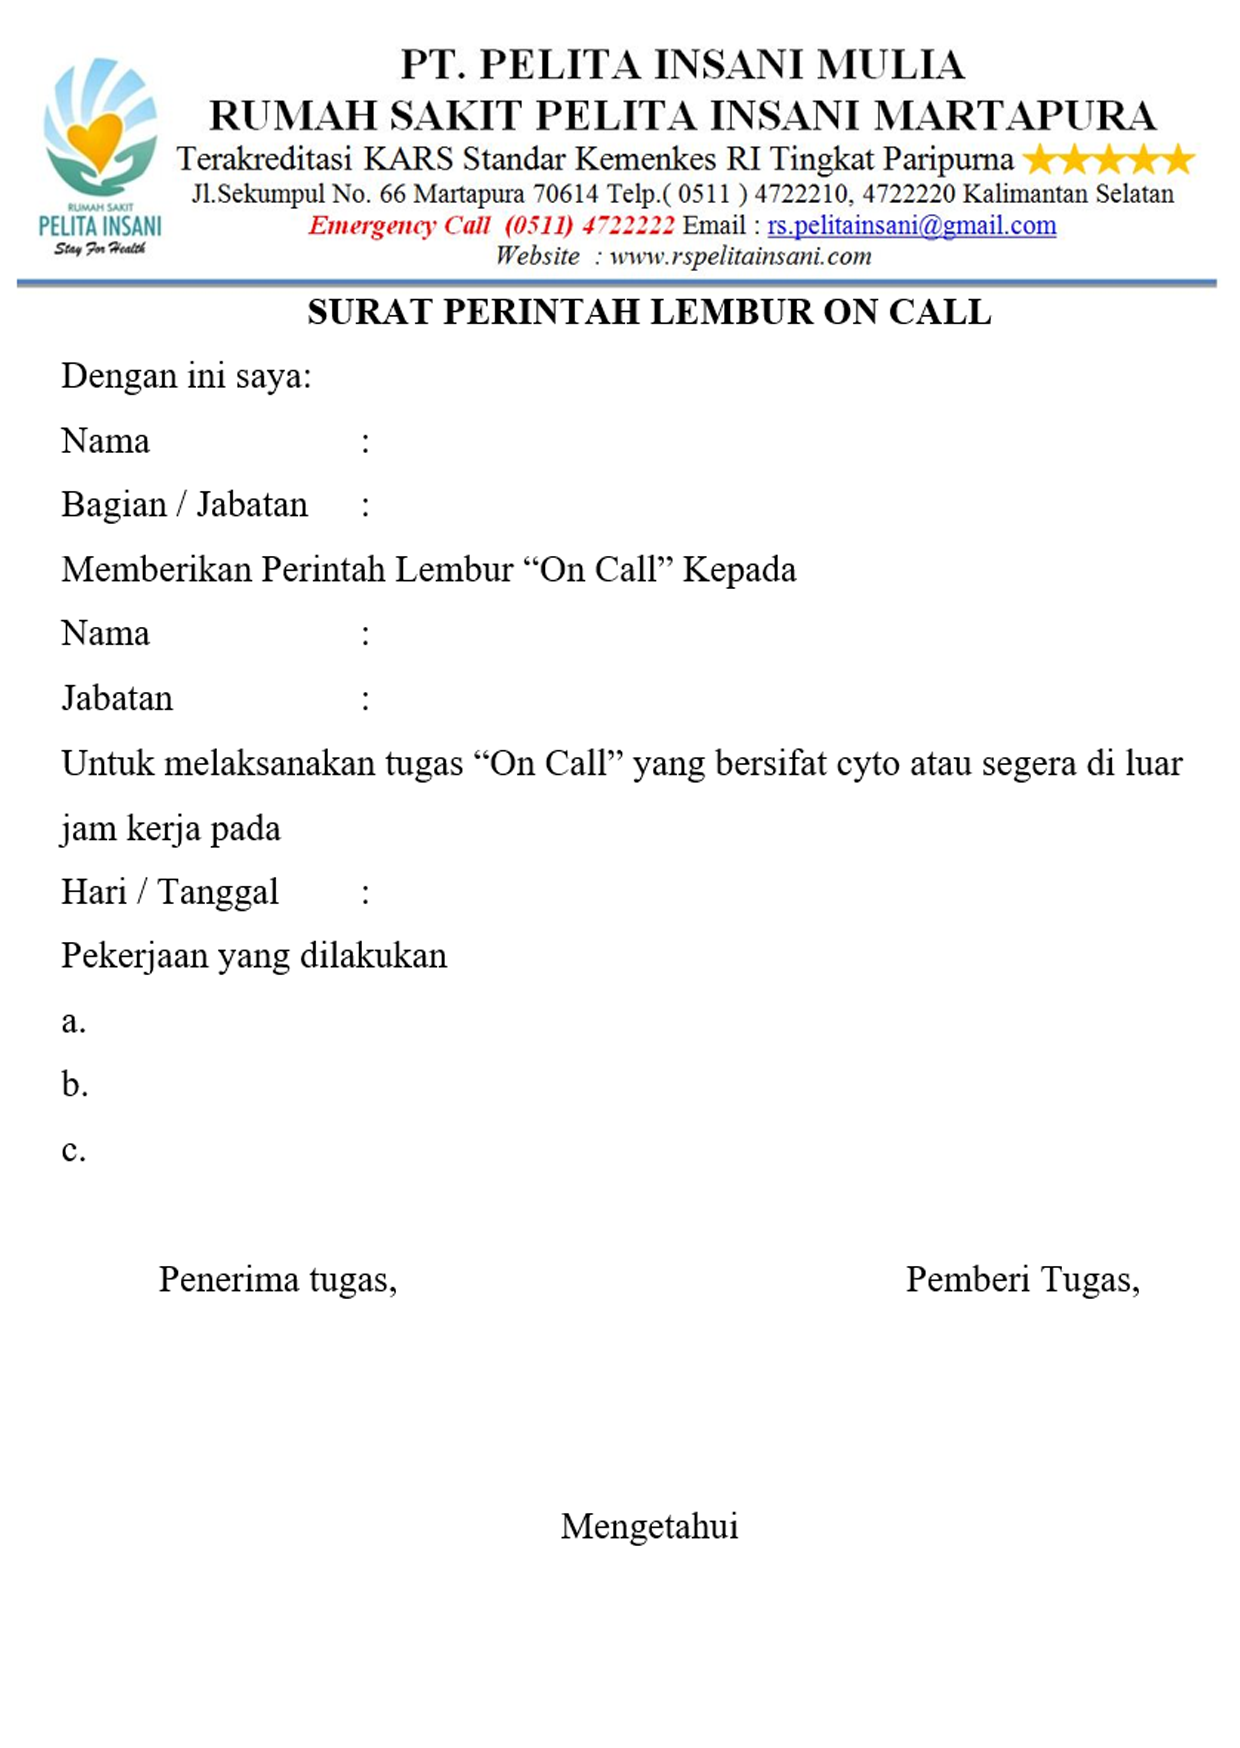 PT. PELITA INSANI MULIA
RUMAH SAKIT PELITA INSANI MARTAPURA
Terakreditasi KARS Standar Kemenkes RI Tingkat Paripurna
Jl.Sekumpul No. 66 Martapura 70614 Telp.( 0511 ) 4722210, 4722220 Kalimantan Selatan
Emergency Call (0511) 4722222 Email : rs.pelitainsani@gmail.com
Website : www.rspelitainsani.com
RUMAH SAKIT
PELITA INSANI
Stay For Health
SURAT PERINTAH LEMBUR ON CALL
Dengan ini saya:
Nama :
Bagian / Jabatan :
Memberikan Perintah Lembur “On Call” Kepada
Nama :
Jabatan :
Untuk melaksanakan tugas “On Call” yang bersifat cyto atau segera di luar
jam kerja pada
Hari / Tanggal :
Pekerjaan yang dilakukan
a.
b.
c.
Penerima tugas, Pemberi Tugas,
Mengetahui